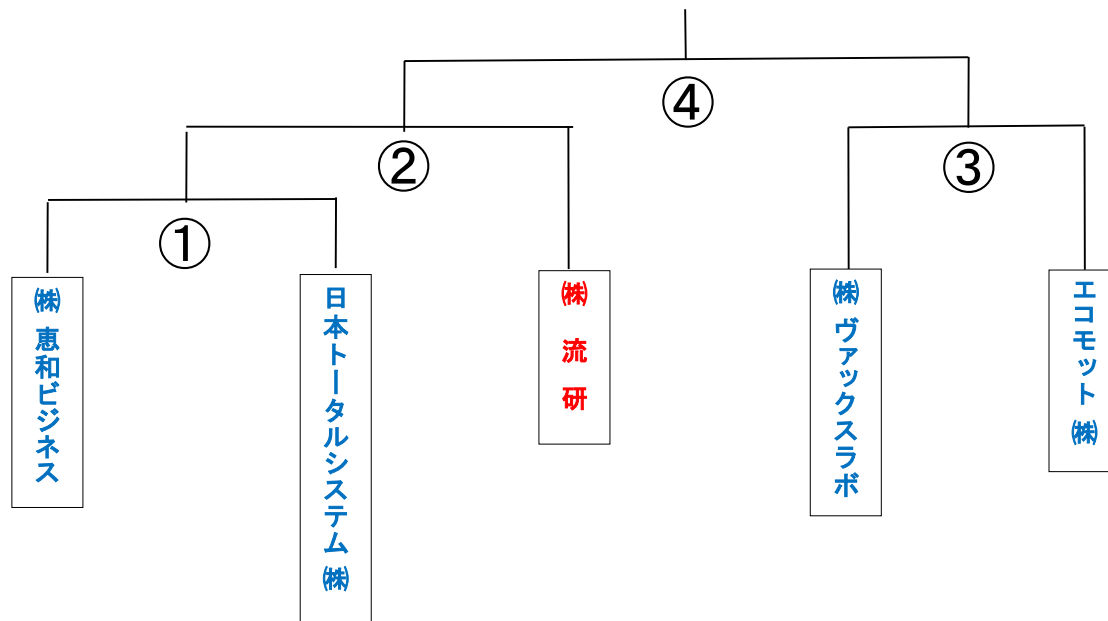 ④
②
③
①
㈱ 恵和ビジネス
日本トータルシステム㈱
㈱ 流研
㈱ ヴァックスラボ
エコモット㈱